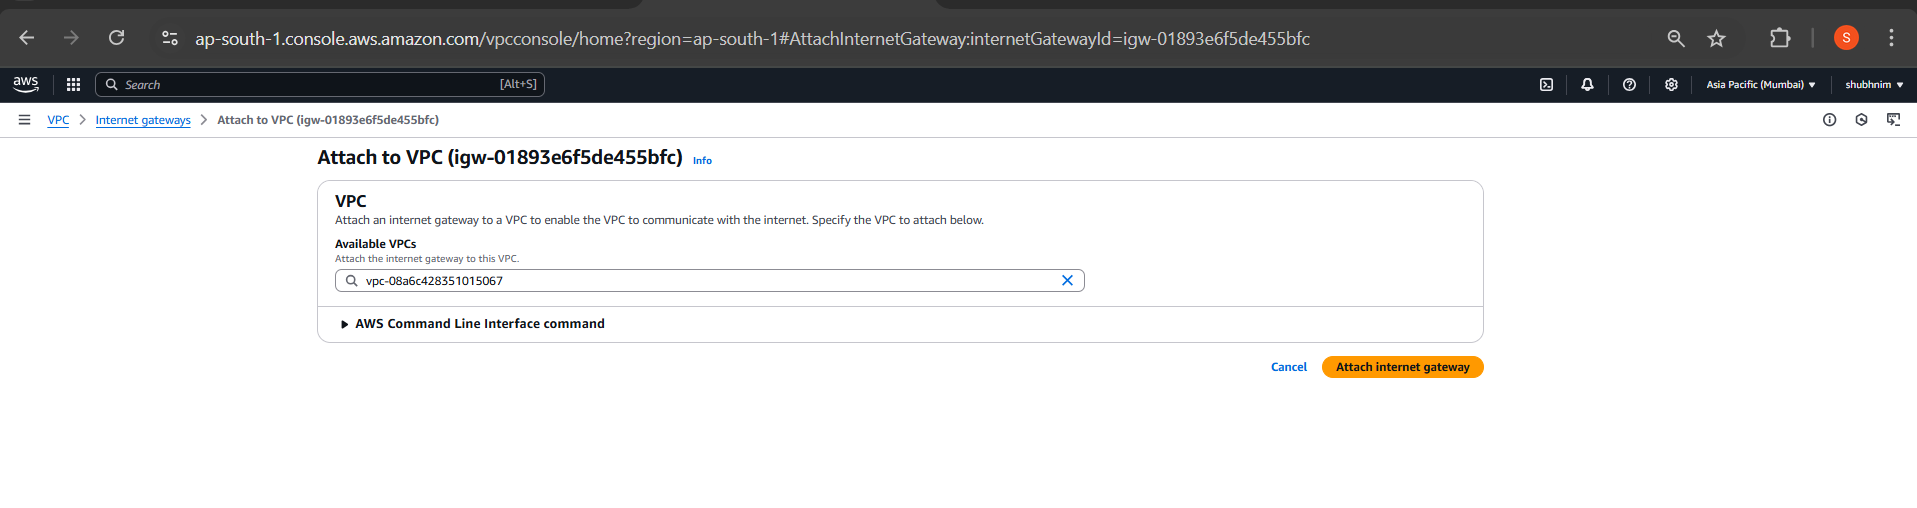 ap-south-1.console.aws.amazon.com/vpcconsole/home?region=ap-south-1#AttachInternetGateway:internetGatewayId=igw-01893e6f5de455bfc
S
aws
Search
[Alt+S]
Asia Pacific (Mumbai)
shubhnim
VPC > Internet gateways > Attach to VPC (igw-01893e6f5de455bfc)
Attach to VPC (igw-01893e6f5de455bfc) Info
VPC
Attach an internet gateway to a VPC to enable the VPC to communicate with the internet. Specify the VPC to attach below.
Available VPCs
Attach the internet gateway to this VPC.
vpc-08a6c428351015067
AWS Command Line Interface command
Cancel
Attach internet gateway